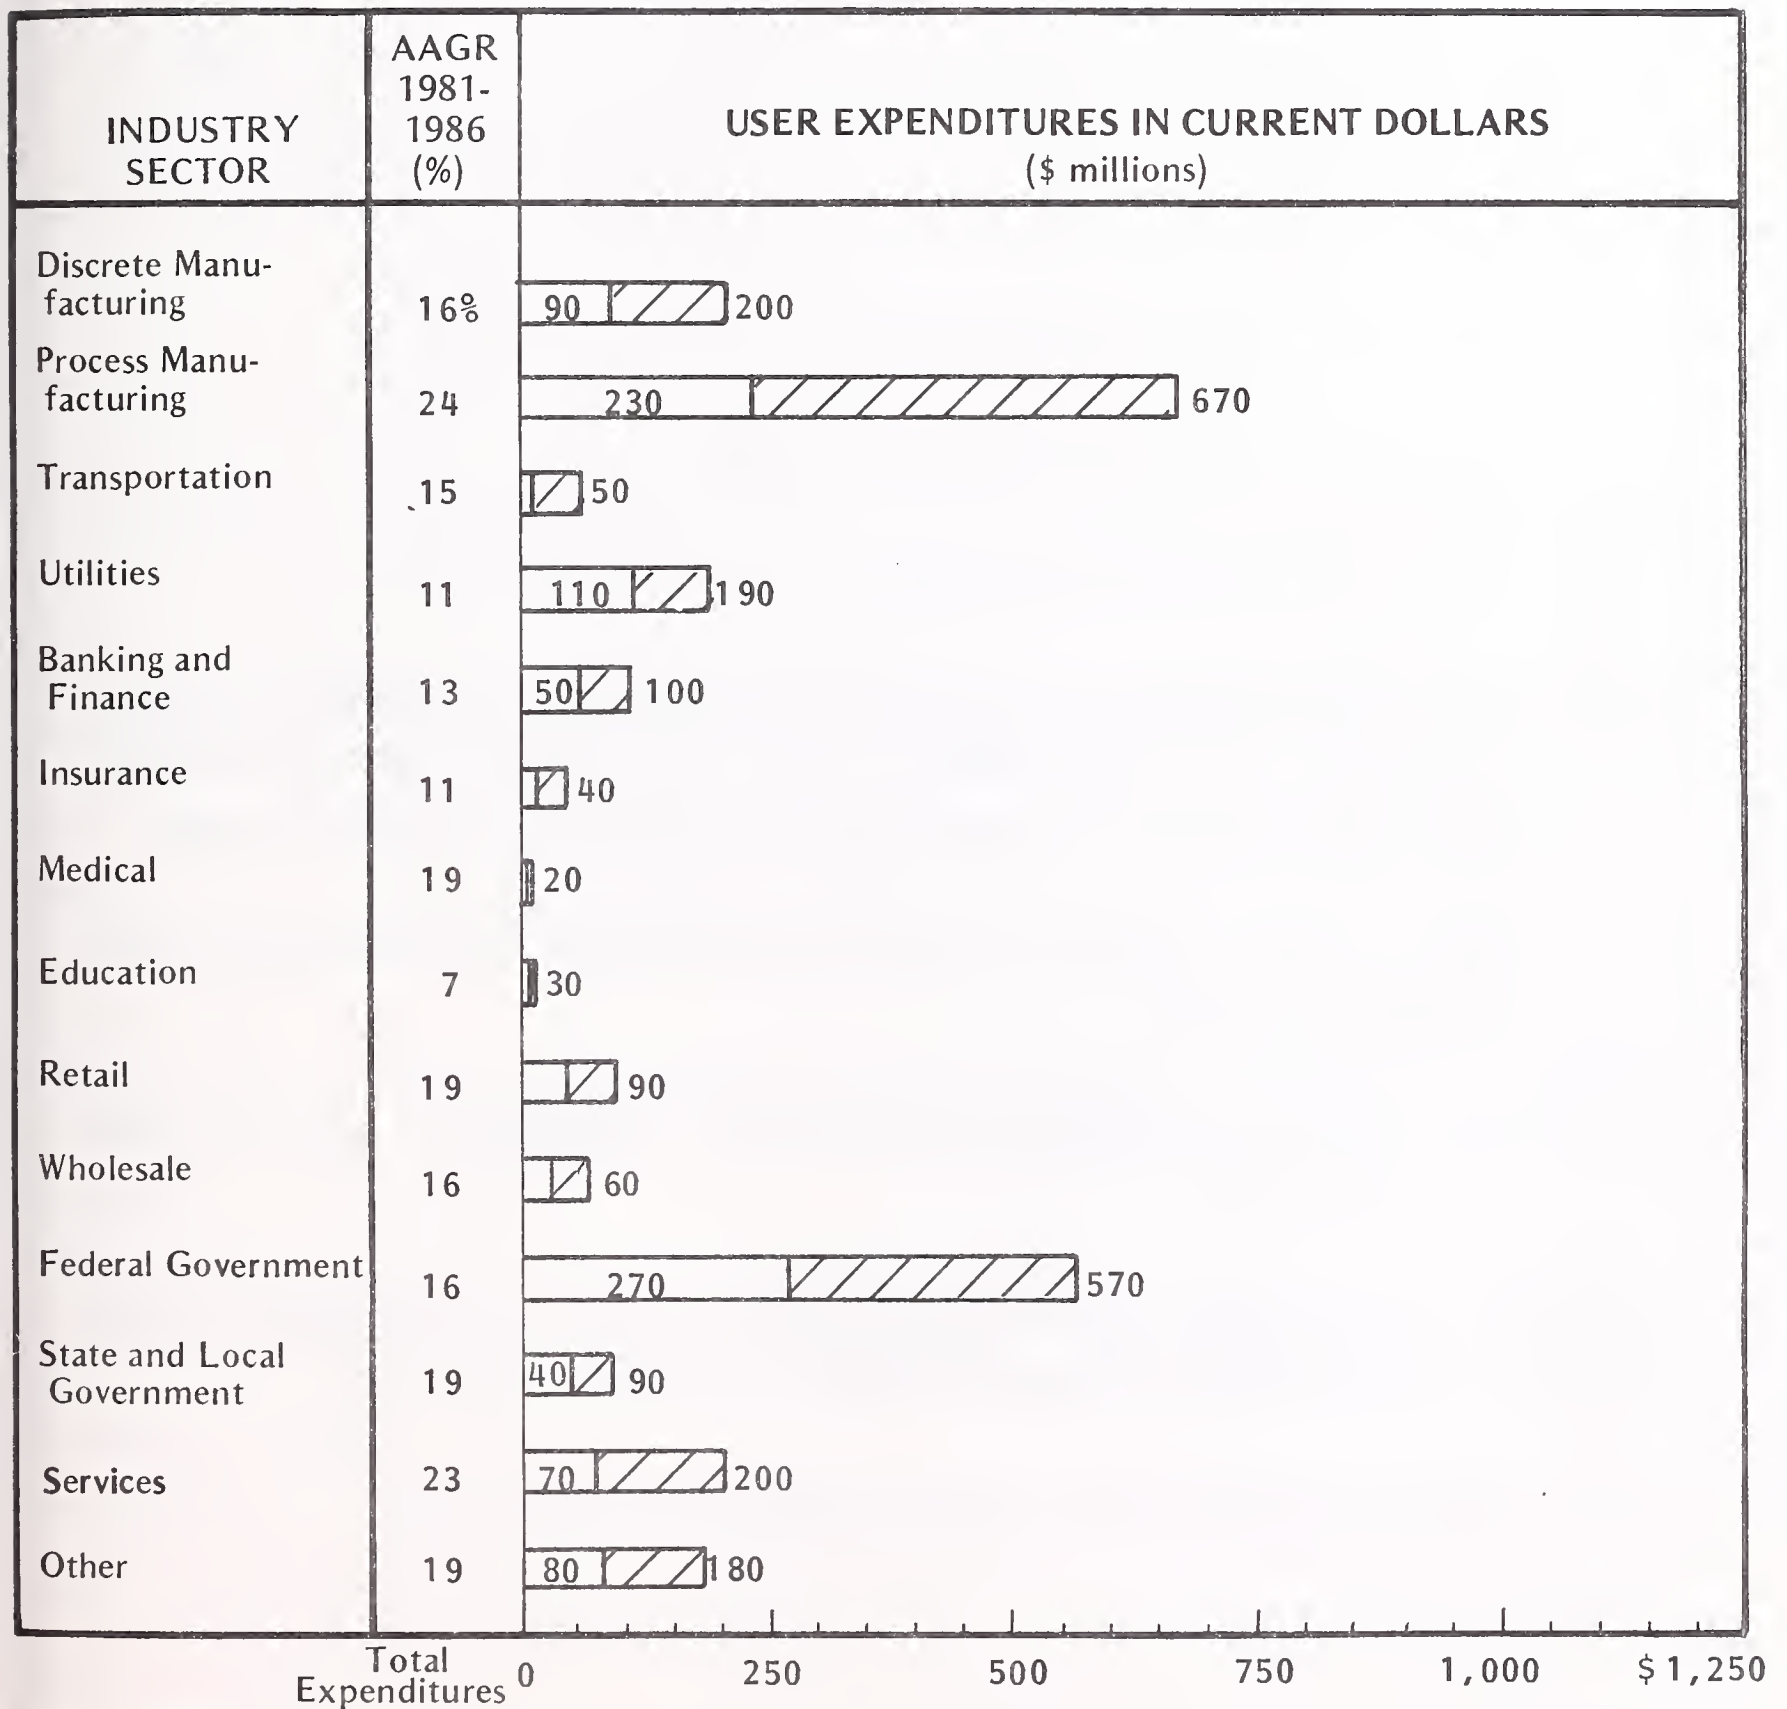 INDUSTRY
SECTOR
AAGR
1981-
1986
(%)
USER EXPENDITURES IN CURRENT DOLLARS
($ millions)
Discrete Manu-
facturing
16%
90
200
Process Manu-
facturing
24
230
670
Transportation
15
50
Utilities
11
110
190
Banking and
Finance
13
50
100
Insurance
11
40
Medical
19
20
Education
7
30
Retail
19
90
Wholesale
16
60
Federal Government
16
270
570
State and Local
Government
19
40
90
Services
23
70
200
Other
19
80
180
Total
Expenditures
0
250
500
750
1,000
$ 1,250